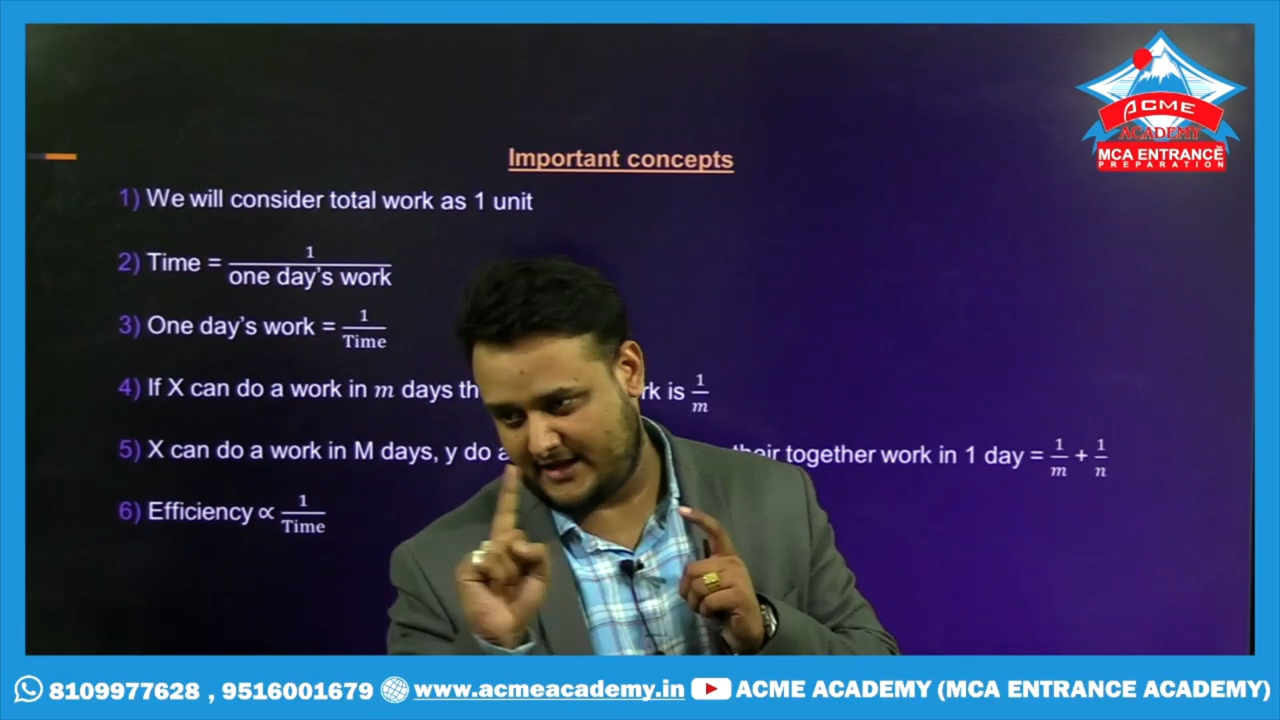 ACME
ACADEMY
MCA ENTRANCE
PREPARATION
Important concepts
1) We will consider total work as 1 unit
2) Time = 1/one day's work
3) One day's work = 1/Time
4) If X can do a work in m days th rk is 1/m
5) X can do a work in M days, y do a their together work in 1 day = 1/m + 1/n
6) Efficiency ∝ 1/Time
8109977628 , 9516001679 www.acmeacademy.in ACME ACADEMY (MCA ENTRANCE ACADEMY)